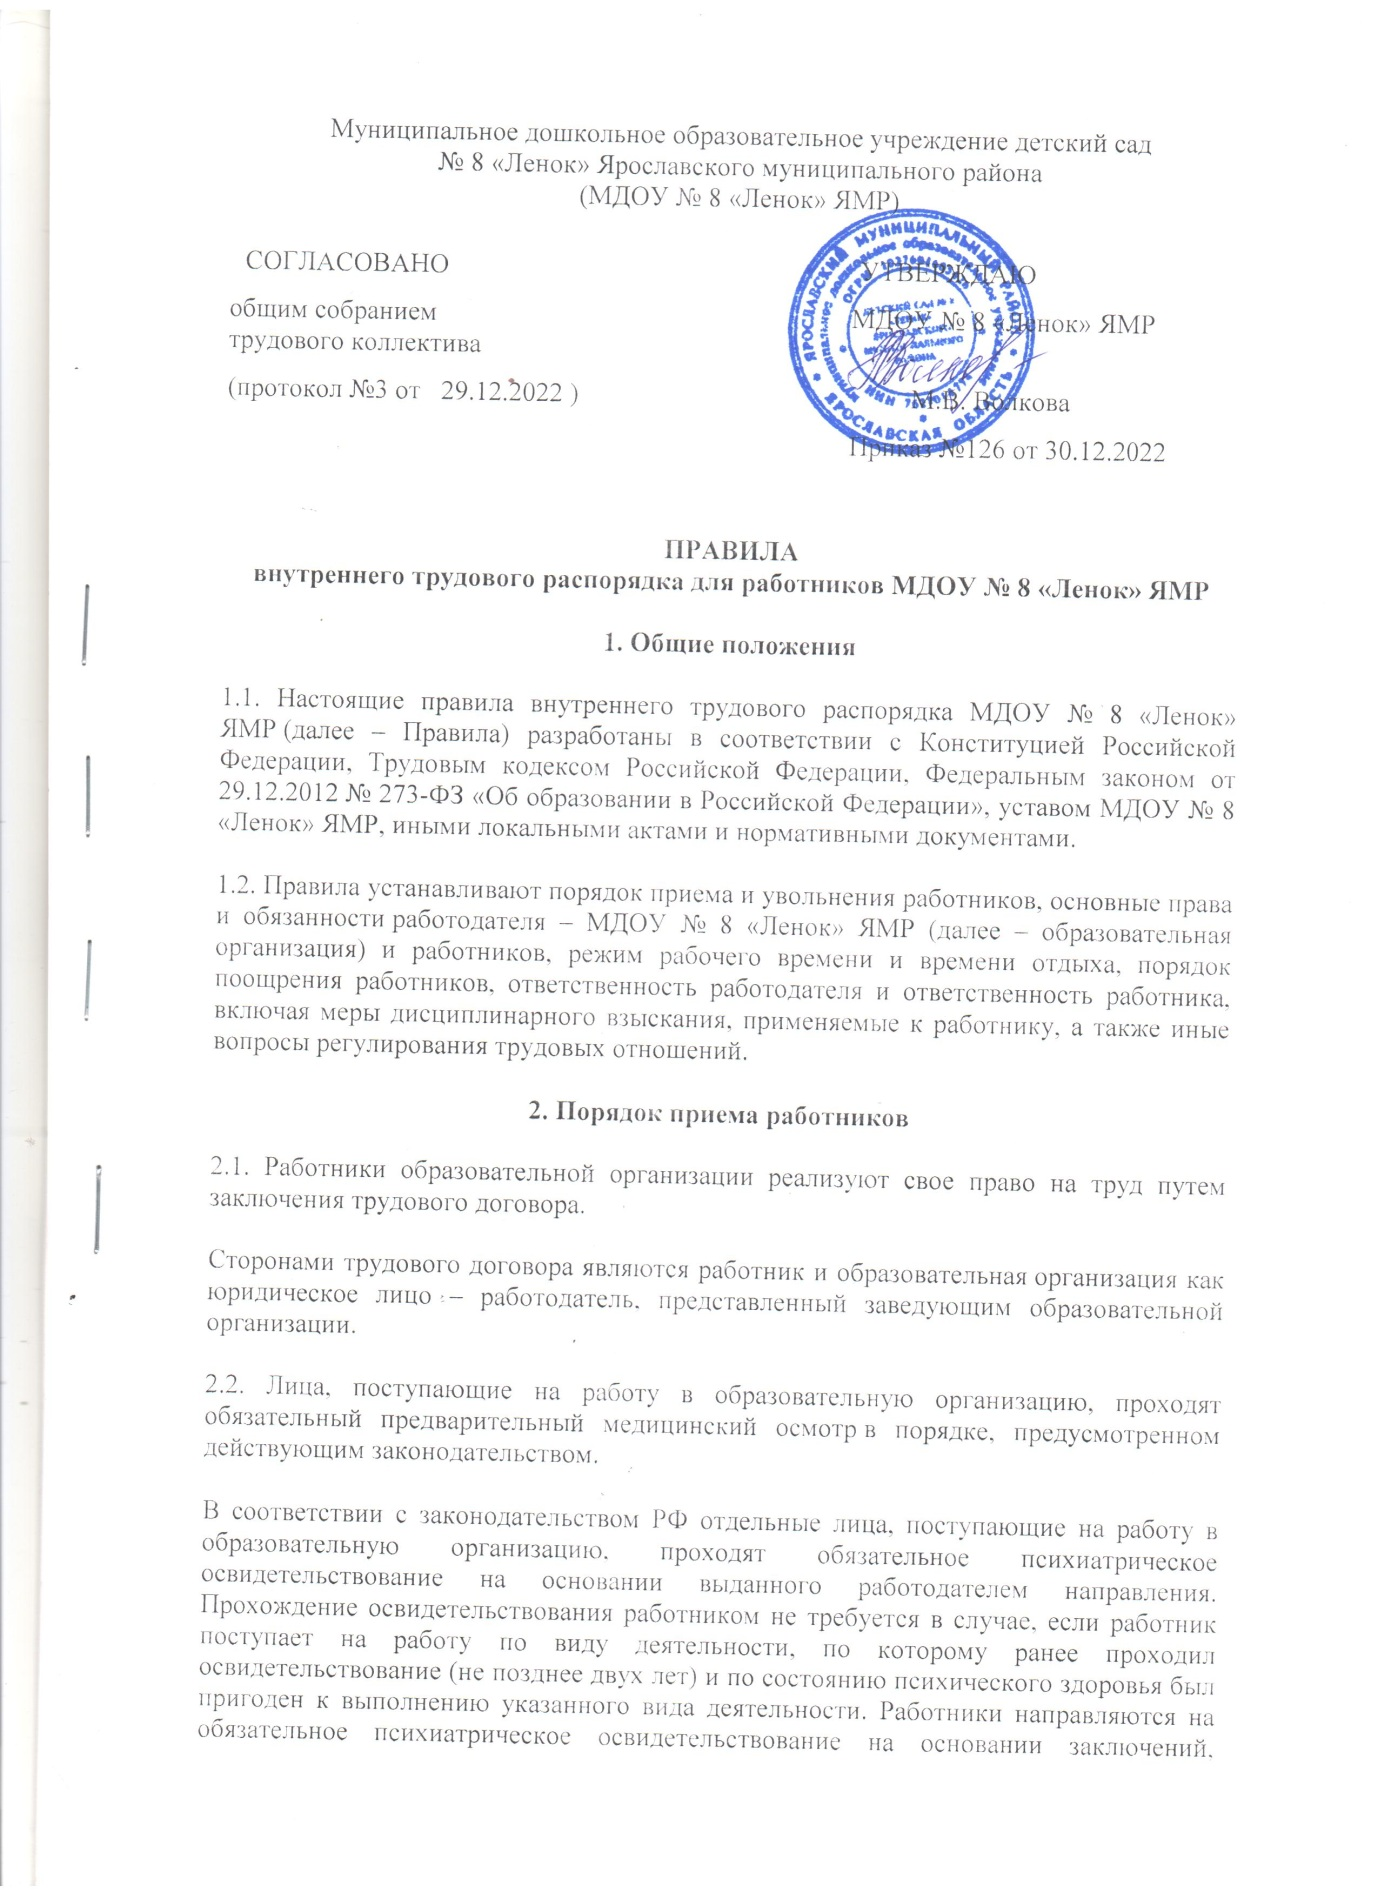 Муниципальное дошкольное образовательное учреждение детский сад
№ 8 «Ленок» Ярославского муниципального района
(МДОУ № 8 «Ленок» ЯМР)
СОГЛАСОВАНО
общим собранием
трудового коллектива
(протокол №3 от 29.12.2022 )
УТВЕРЖДАЮ
МДОУ № 8 «Ленок» ЯМР
М.В. Волкова
Приказ №126 от 30.12.2022
ЯРОСЛАВСКИЙ МУНИЦИПАЛЬНЫЙ РАЙОН
ЯРОСЛАВСКАЯ ОБЛАСТЬ
ПРАВИЛА
внутреннего трудового распорядка для работников МДОУ № 8 «Ленок» ЯМР
1. Общие положения
1.1. Настоящие правила внутреннего трудового распорядка МДОУ № 8 «Ленок»
ЯМР (далее – Правила) разработаны в соответствии с Конституцией Российской
Федерации, Трудовым кодексом Российской Федерации, Федеральным законом от
29.12.2012 № 273-ФЗ «Об образовании в Российской Федерации», уставом МДОУ № 8
«Ленок» ЯМР, иными локальными актами и нормативными документами.
1.2. Правила устанавливают порядок приема и увольнения работников, основные права
и обязанности работодателя – МДОУ № 8 «Ленок» ЯМР (далее – образовательная
организация) и работников, режим рабочего времени и времени отдыха, порядок
поощрения работников, ответственность работодателя и ответственность работника,
включая меры дисциплинарного взыскания, применяемые к работнику, а также иные
вопросы регулирования трудовых отношений.
2. Порядок приема работников
2.1. Работники образовательной организации реализуют свое право на труд путем
заключения трудового договора.
Сторонами трудового договора являются работник и образовательная организация как
юридическое лицо – работодатель, представленный заведующим образовательной
организации.
2.2. Лица, поступающие на работу в образовательную организацию, проходят
обязательный предварительный медицинский осмотр в порядке, предусмотренном
действующим законодательством.
В соответствии с законодательством РФ отдельные лица, поступающие на работу в
образовательную организацию, проходят обязательное психиатрическое
освидетельствование на основании выданного работодателем направления.
Прохождение освидетельствования работником не требуется в случае, если работник
поступает на работу по виду деятельности, по которому ранее проходил
освидетельствование (не позднее двух лет) и по состоянию психического здоровья был
пригоден к выполнению указанного вида деятельности. Работники направляются на
обязательное психиатрическое освидетельствование на основании заключений,